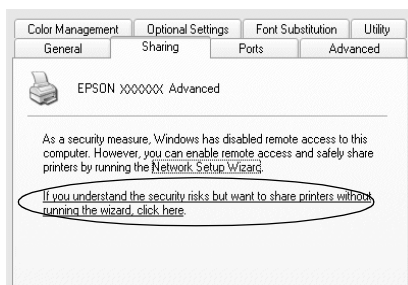 Color Management Optional Settings Font Substitution Utility
General Sharing Ports Advanced
EPSON XXXXXX Advanced
As a security measure, Windows has disabled remote access to this
computer. However, you can enable remote access and safely share
printers by running the Network Setup Wizard.
If you understand the security risks but want to share printers without
running the wizard, click here.